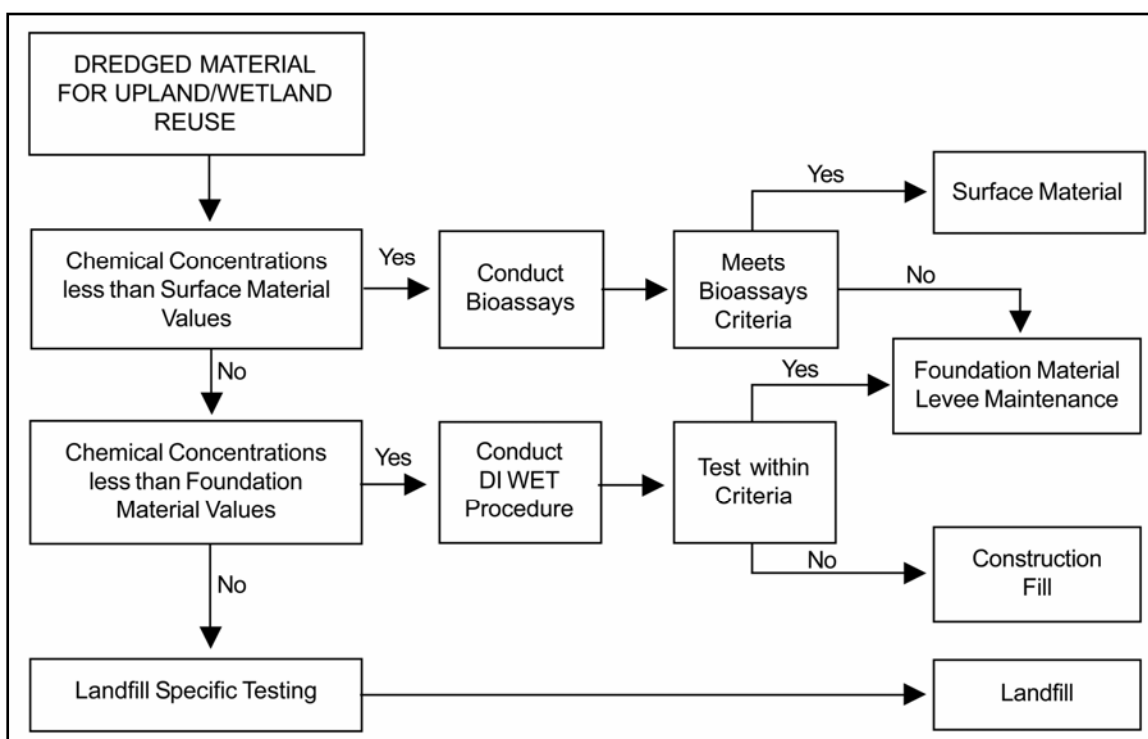 DREDGED MATERIAL
FOR UPLAND/WETLAND
REUSE
Yes
Surface Material
Chemical Concentrations
less than Surface Material
Values
Yes
Conduct
Bioassays
Meets
Bioassays
Criteria
No
No
Yes
Foundation Material
Levee Maintenance
Chemical Concentrations
less than Foundation
Material Values
Yes
Conduct
DI WET
Procedure
Test within
Criteria
No
No
Construction
Fill
Landfill Specific Testing
Landfill